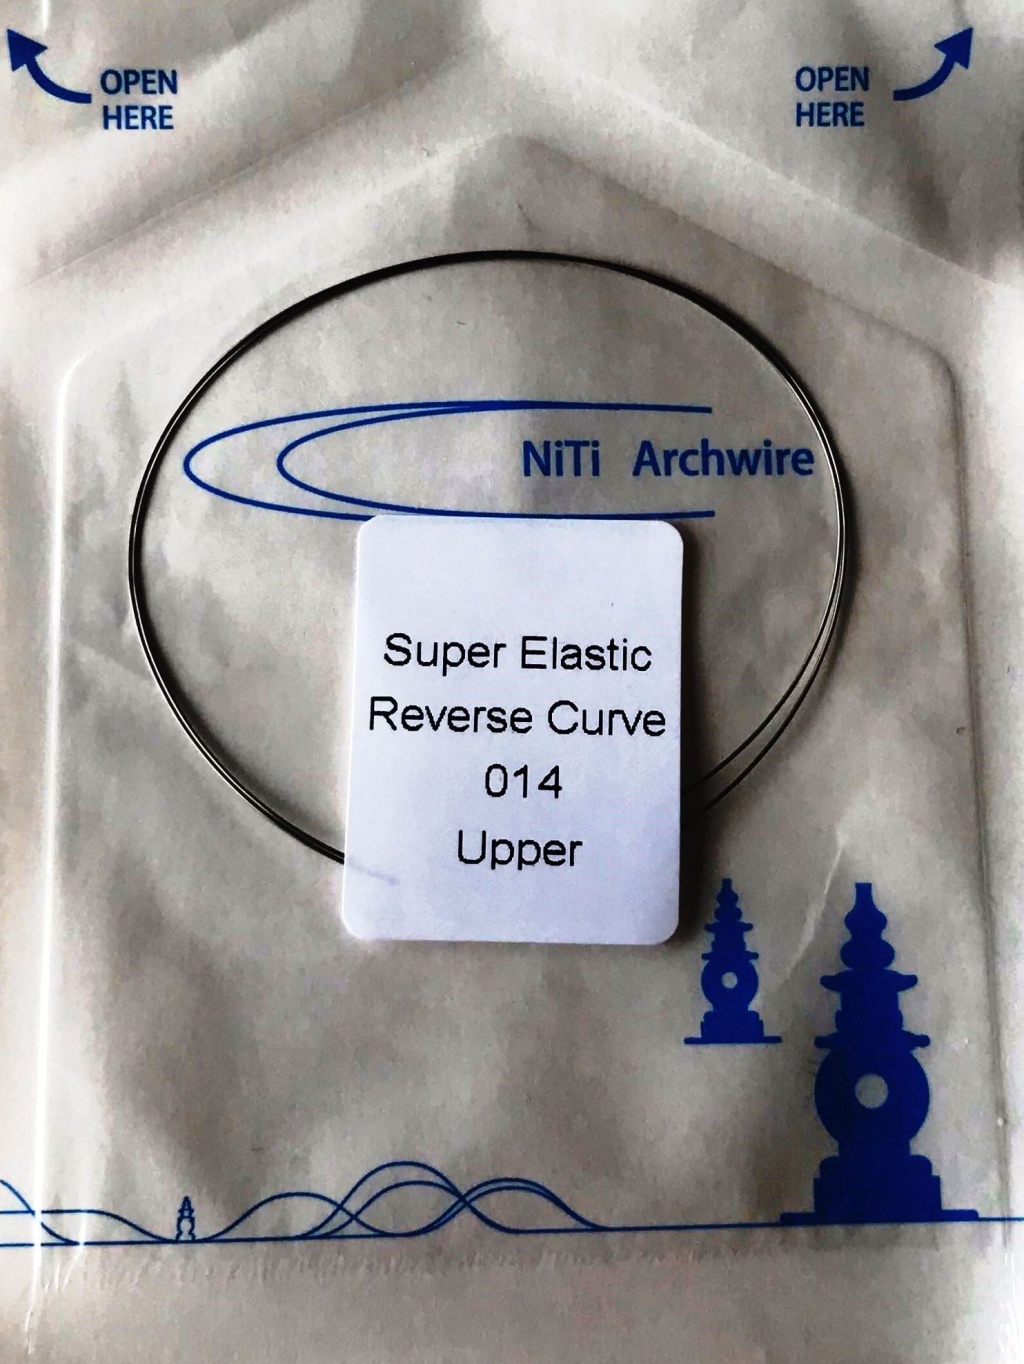 OPEN
HERE
OPEN
HERE
NiTi Archwire
Super Elastic
Reverse Curve
014
Upper